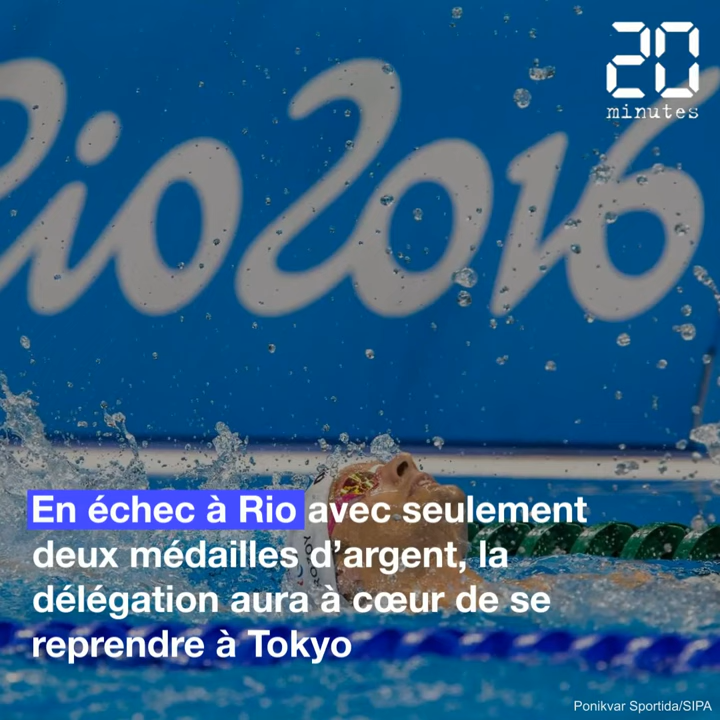 20
minutes
Rio2016
En échec à Rio avec seulement
deux médailles d’argent, la
délégation aura à cœur de se
reprendre à Tokyo
Ponikvar Sportida/SIPA